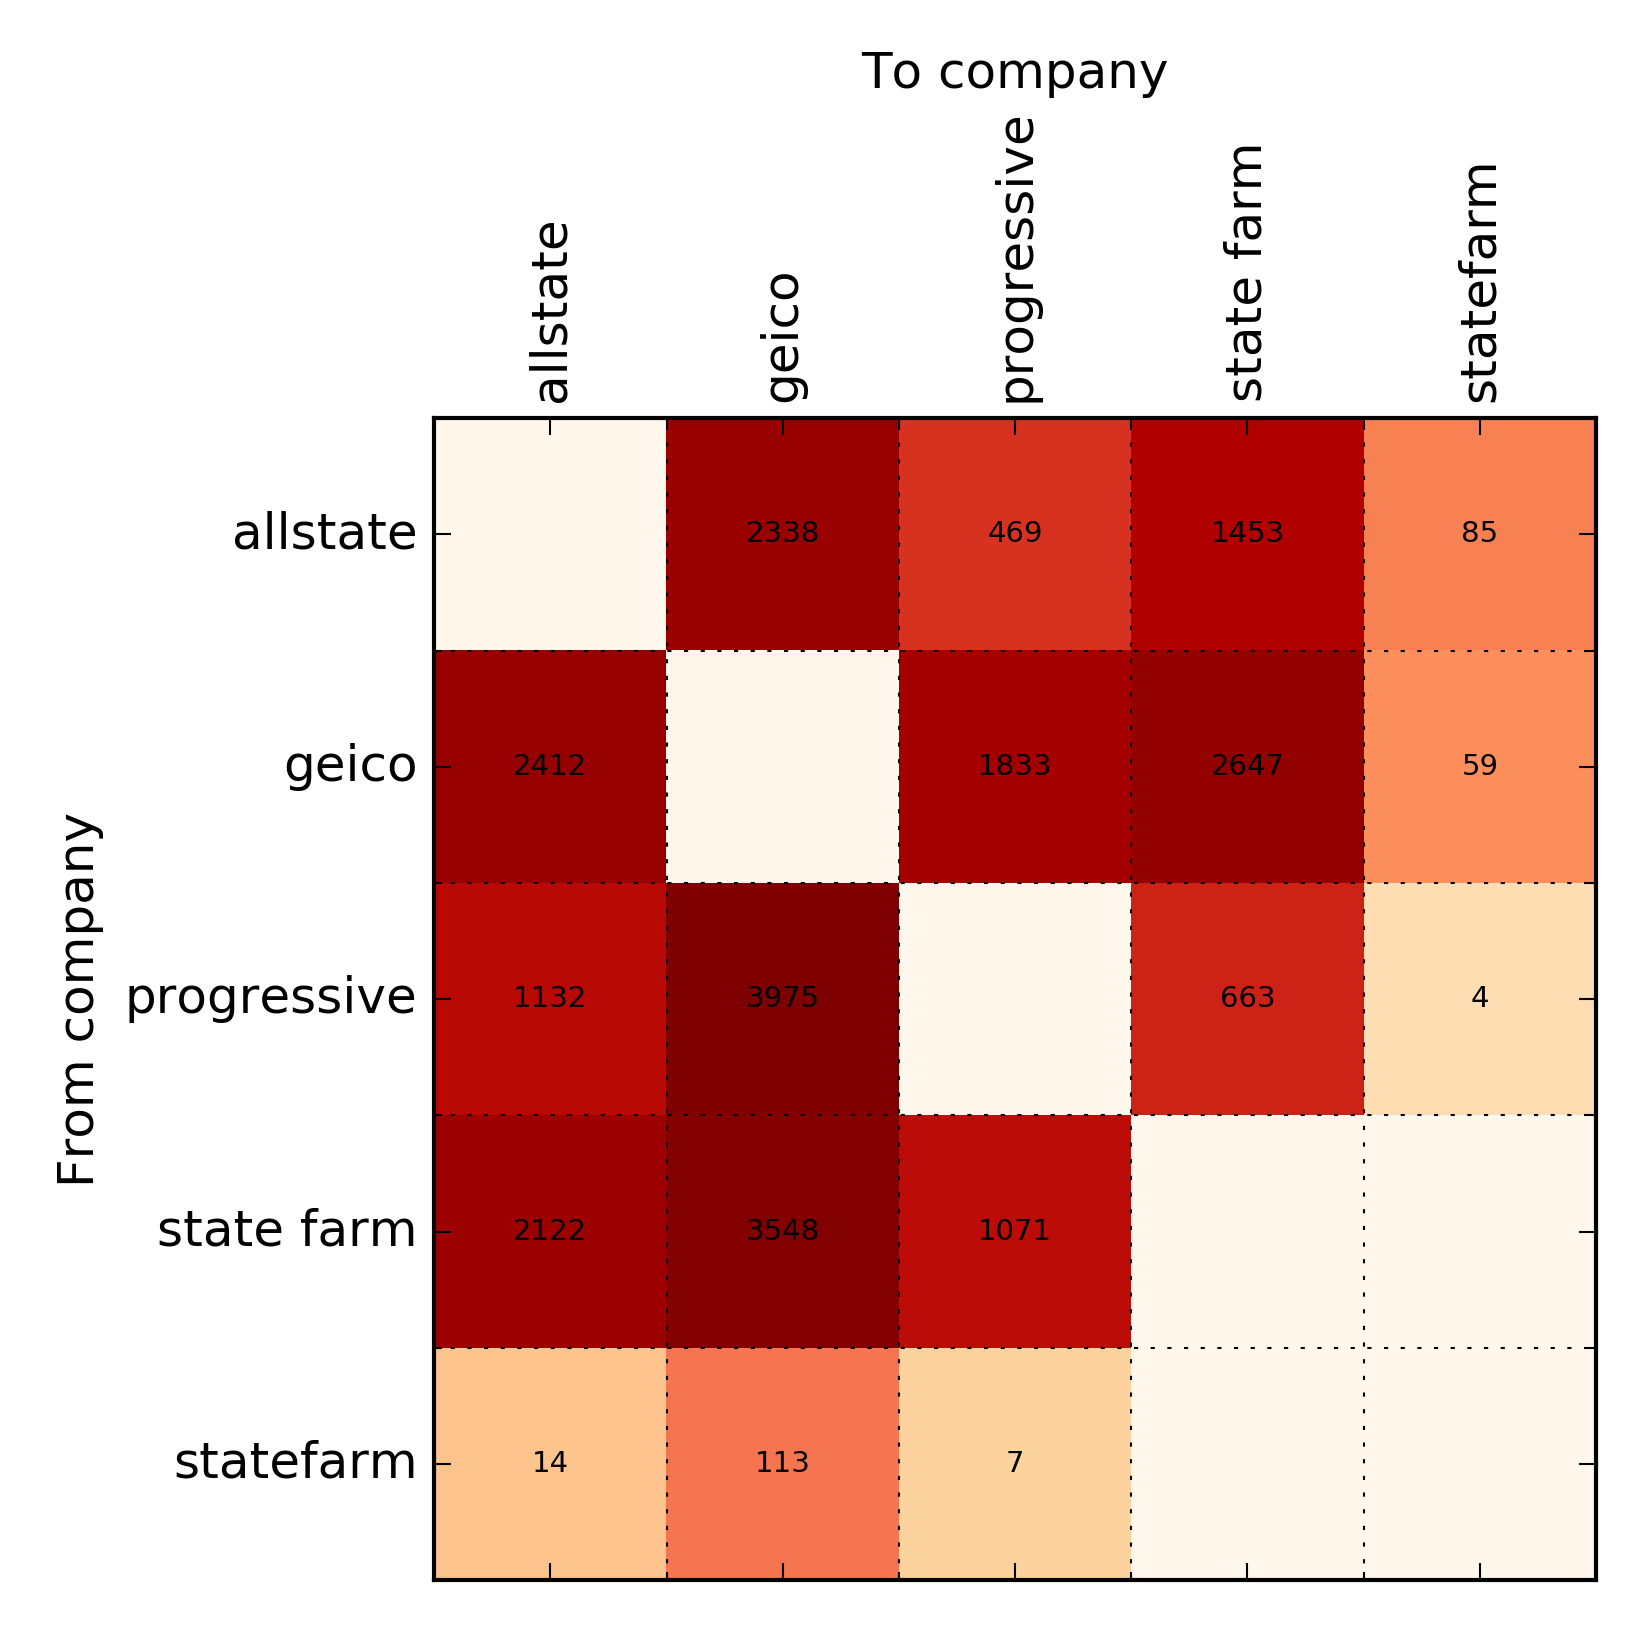 To company
allstate
geico
progressive
state farm
statefarm
From company
allstate
2338
469
1453
85
geico
2412
1833
2647
59
progressive
1132
3975
663
4
state farm
2122
3548
1071
statefarm
14
113
7